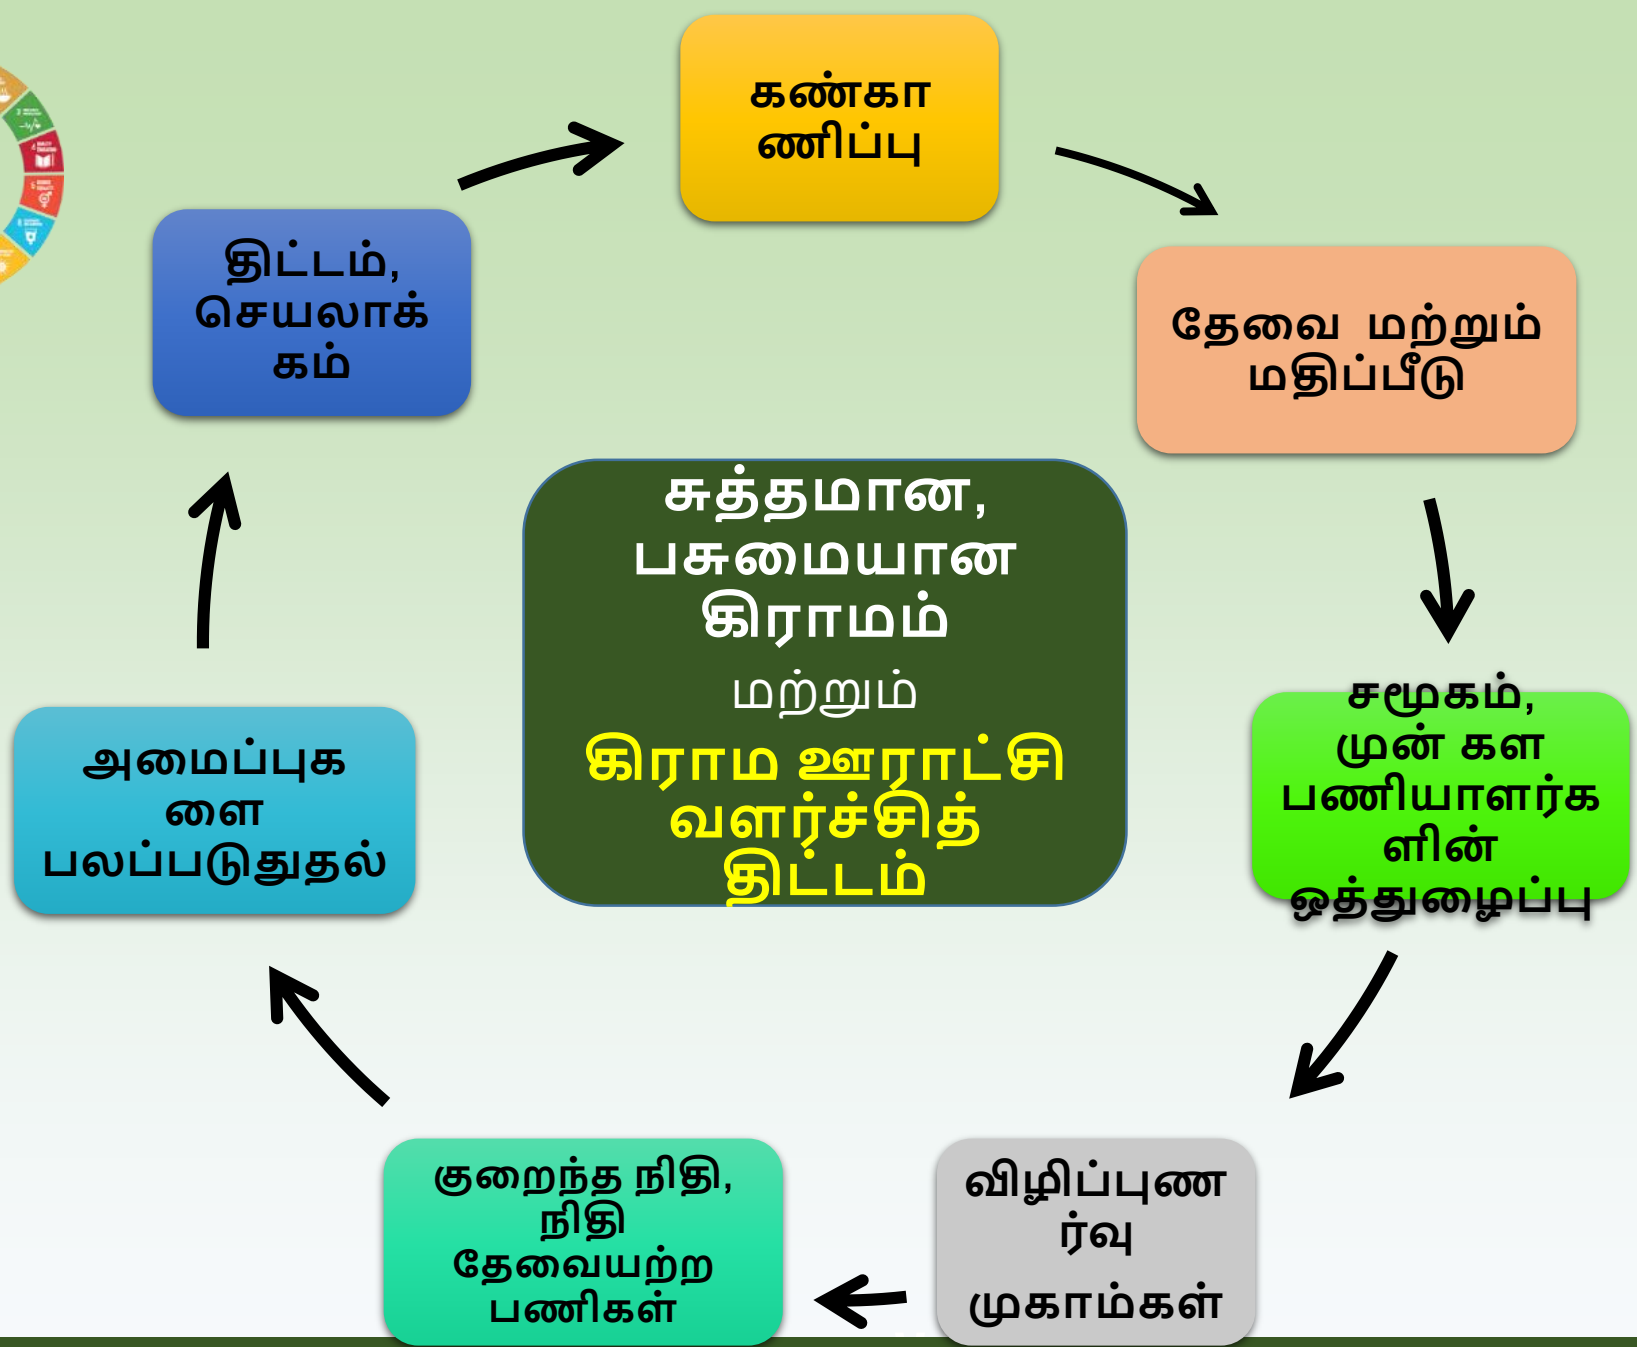 கண்கா
ணிப்பு
திட்டம்,
செயலாக்
கம்
தேவை மற்றும்
மதிப்பீடு
சுத்தமான,
பசுமையான
கிராமம்
மற்றும்
கிராம ஊராட்சி
வளர்ச்சித்
திட்டம்
சமூகம்,
முன் கள
பணியாளர்க
ளின்
ஒத்துழைப்பு
அமைப்புக
ளை
பலப்படுதுதல்
குறைந்த நிதி,
நிதி
தேவையற்ற
பணிகள்
விழிப்புண
ர்வு
முகாம்கள்